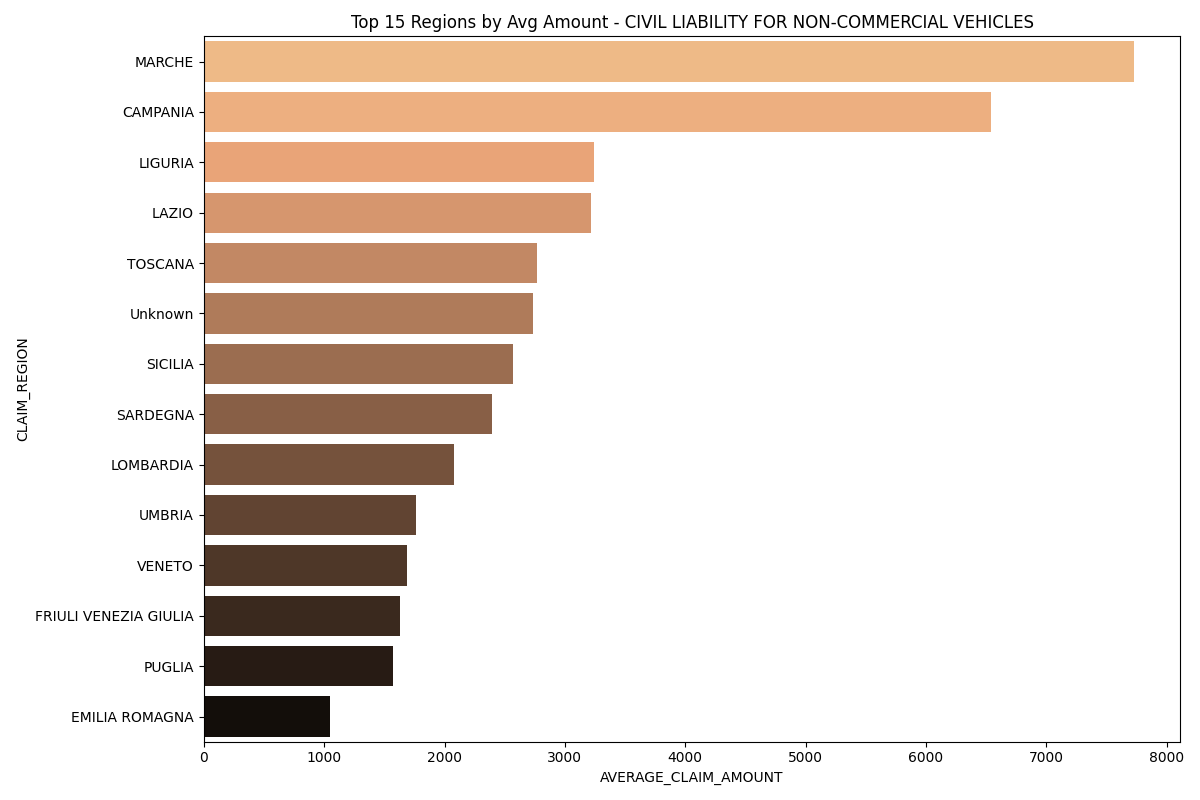 Top 15 Regions by Avg Amount - CIVIL LIABILITY FOR NON-COMMERCIAL VEHICLES
CLAIM_REGION
MARCHE
CAMPANIA
LIGURIA
LAZIO
TOSCANA
Unknown
SICILIA
SARDEGNA
LOMBARDIA
UMBRIA
VENETO
FRIULI VENEZIA GIULIA
PUGLIA
EMILIA ROMAGNA
0 1000 2000 3000 4000 5000 6000 7000 8000
AVERAGE_CLAIM_AMOUNT